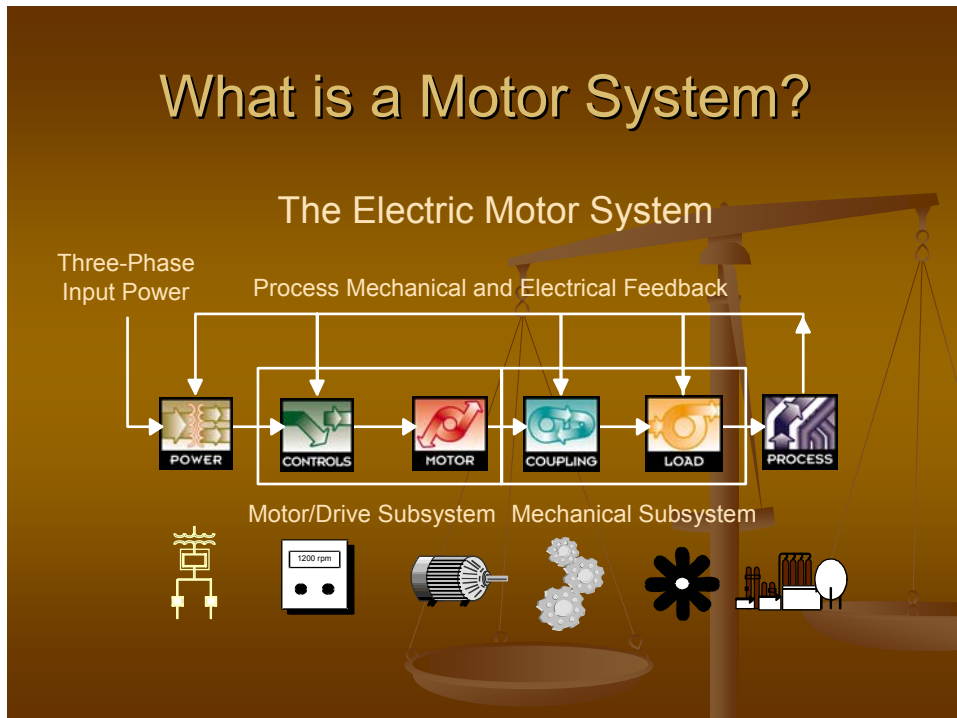 What is a Motor System?
The Electric Motor System
Three-Phase
Input Power
Process Mechanical and Electrical Feedback
POWER
CONTROLS
MOTOR
COUPLING
LOAD
PROCESS
Motor/Drive Subsystem
Mechanical Subsystem
1200 rpm